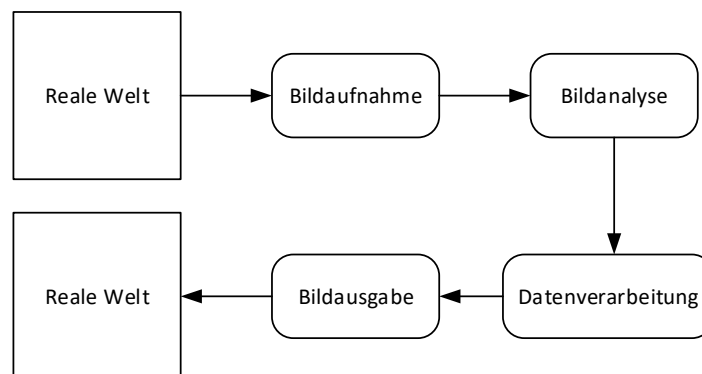 Reale Welt
Bildaufnahme
Bildanalyse
Reale Welt
Bildausgabe
Datenverarbeitung